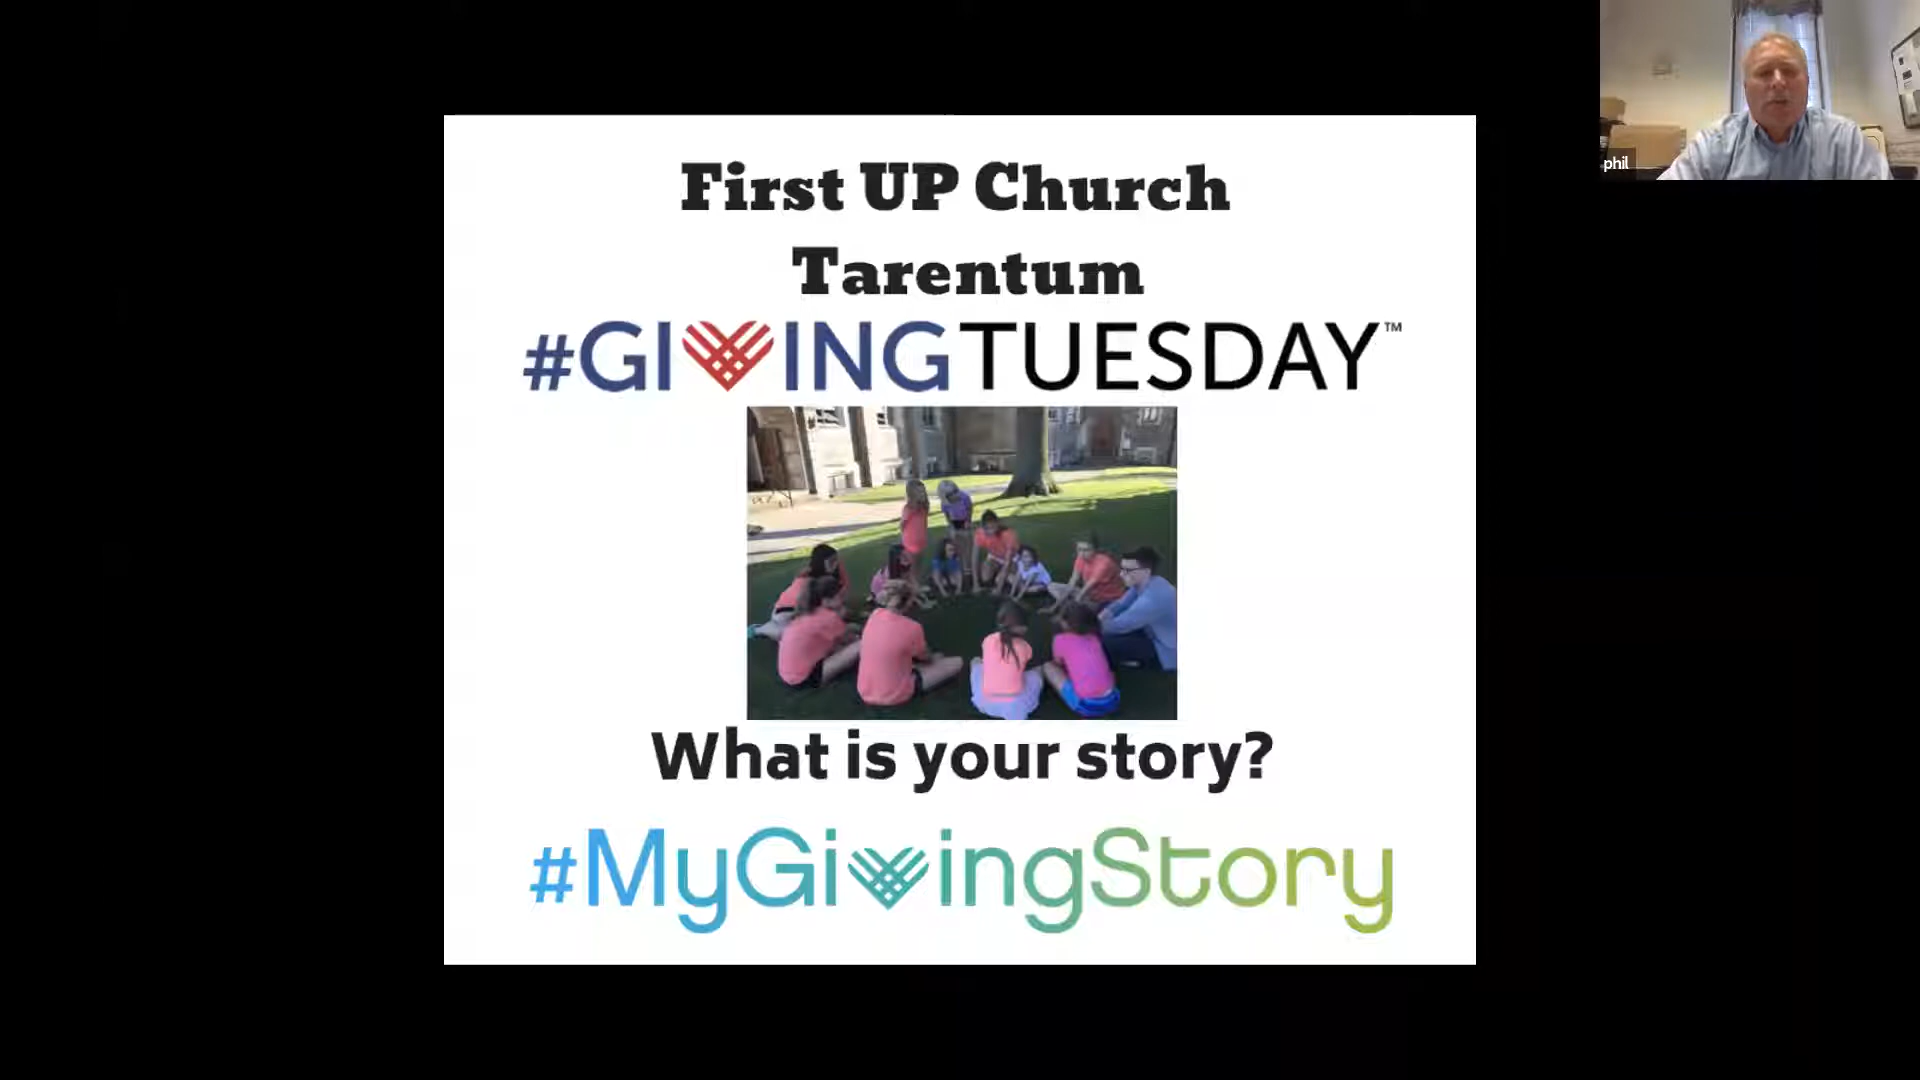 First UP Church
Tarentum
#GIVINGTUESDAY™
What is your story?
#MyGivingStory
phil